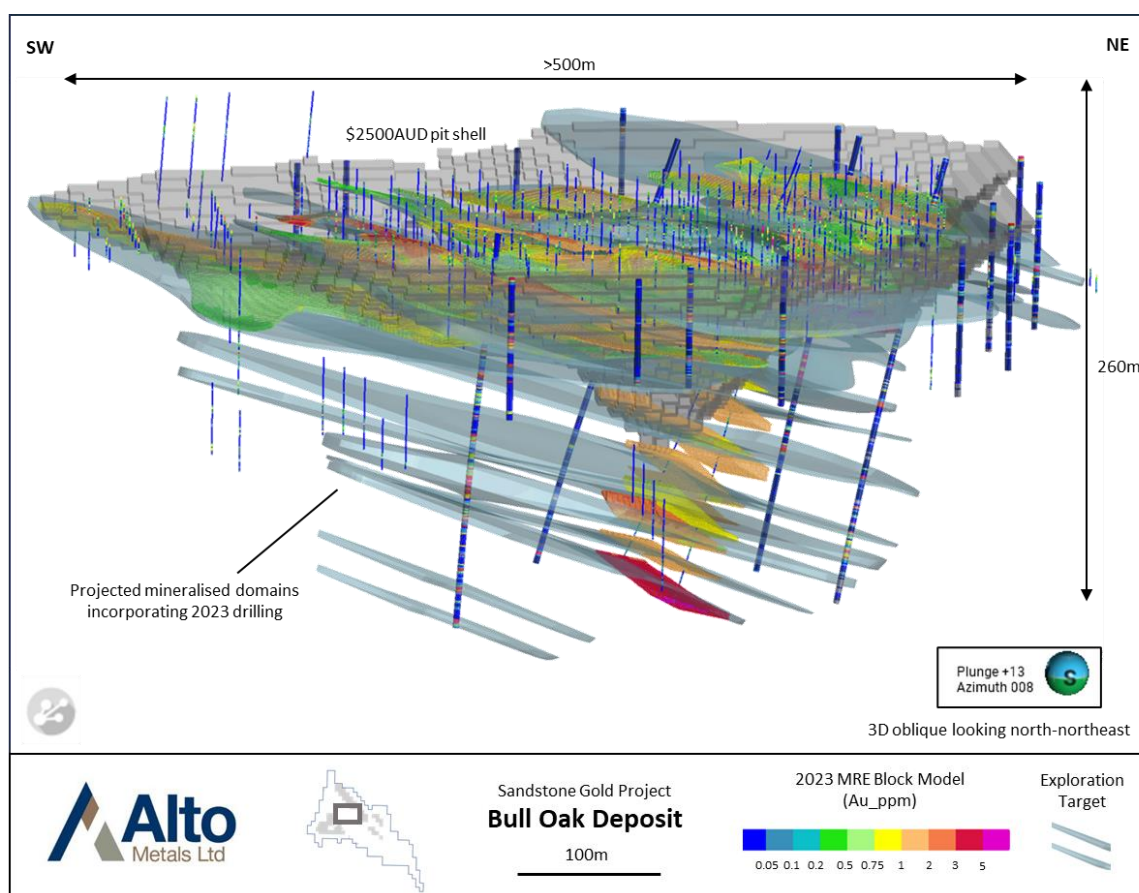 SW
NE
>500m
$2500AUD pit shell
260m
Projected mineralised domains
incorporating 2023 drilling
Plunge +13
Azimuth 008
S
3D oblique looking north-northeast
Alto
Metals Ltd
Sandstone Gold Project
Bull Oak Deposit
100m
2023 MRE Block Model
(Au_ppm)
0.05 0.1 0.2 0.5 0.75 1 2 3 5
Exploration
Target